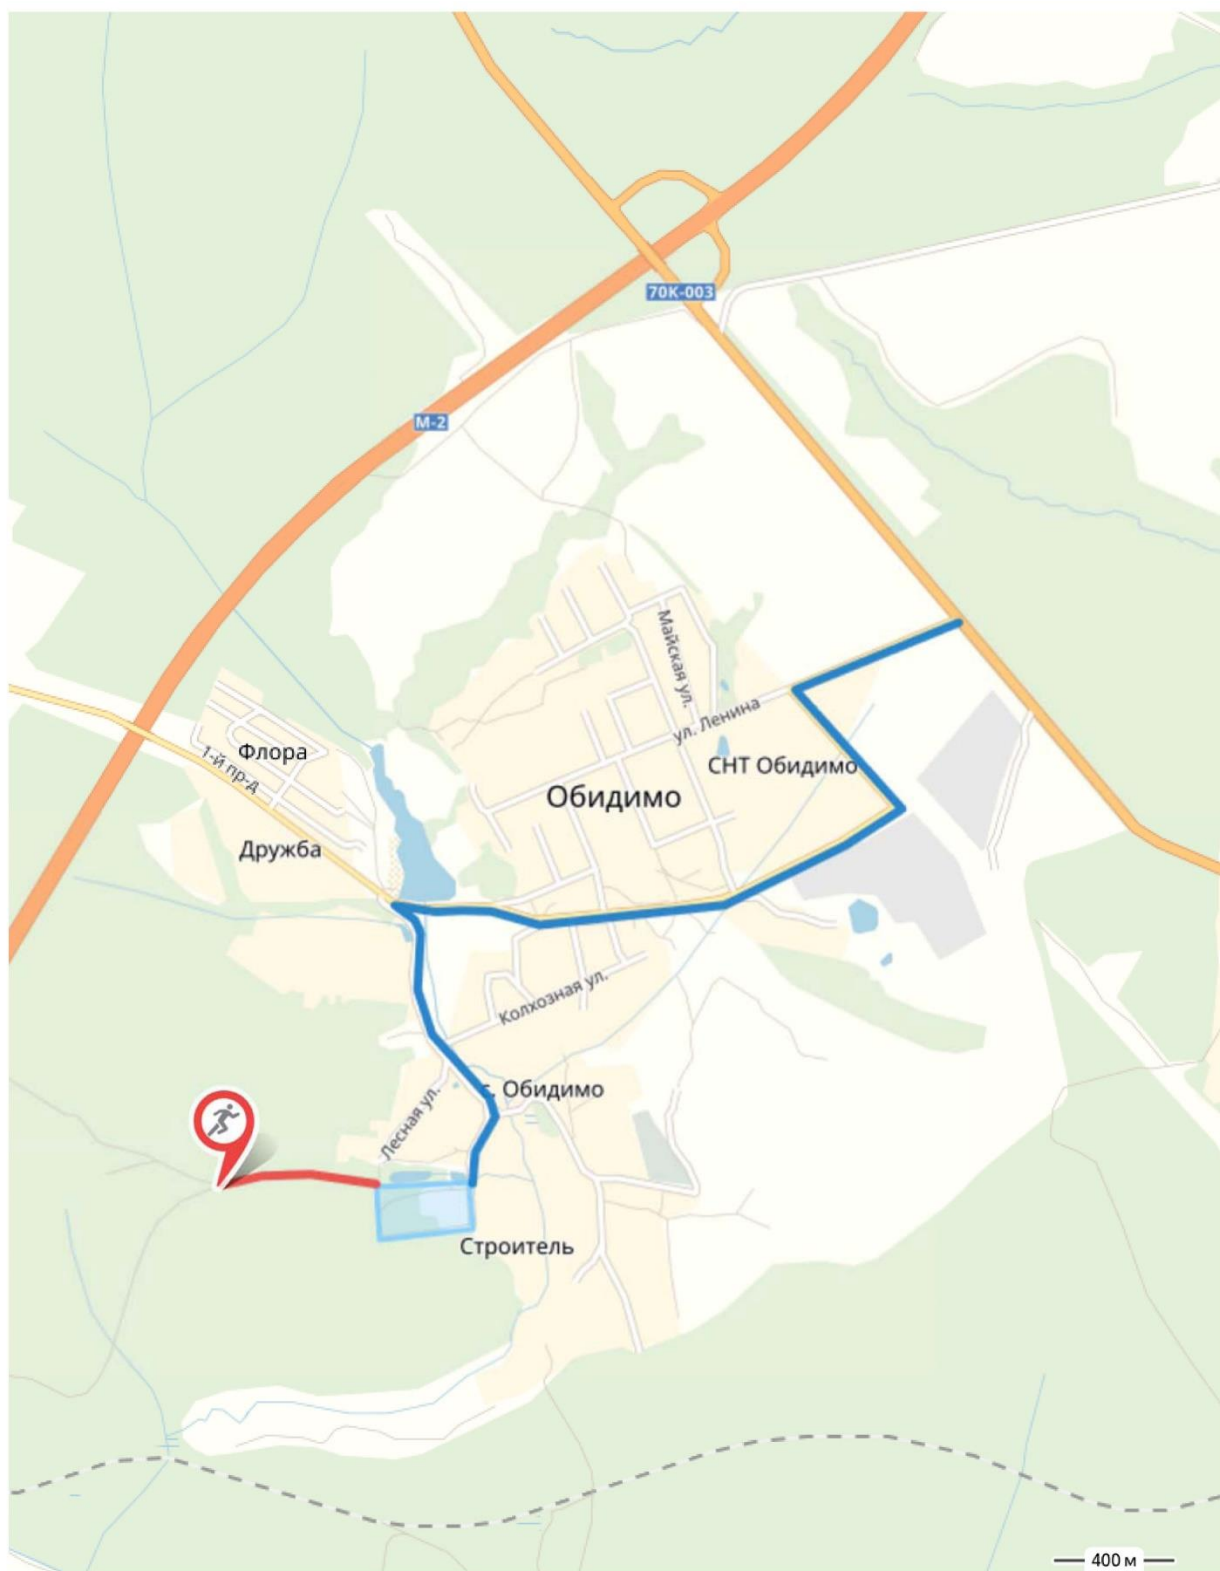 70К-003
М-2
Майская ул.
ул. Ленина
Флора
1-й пр-д
СНТ Обидимо
Обидимо
Дружба
Колхозная ул.
с. Обидимо
Лесная ул.
Строитель
400 м